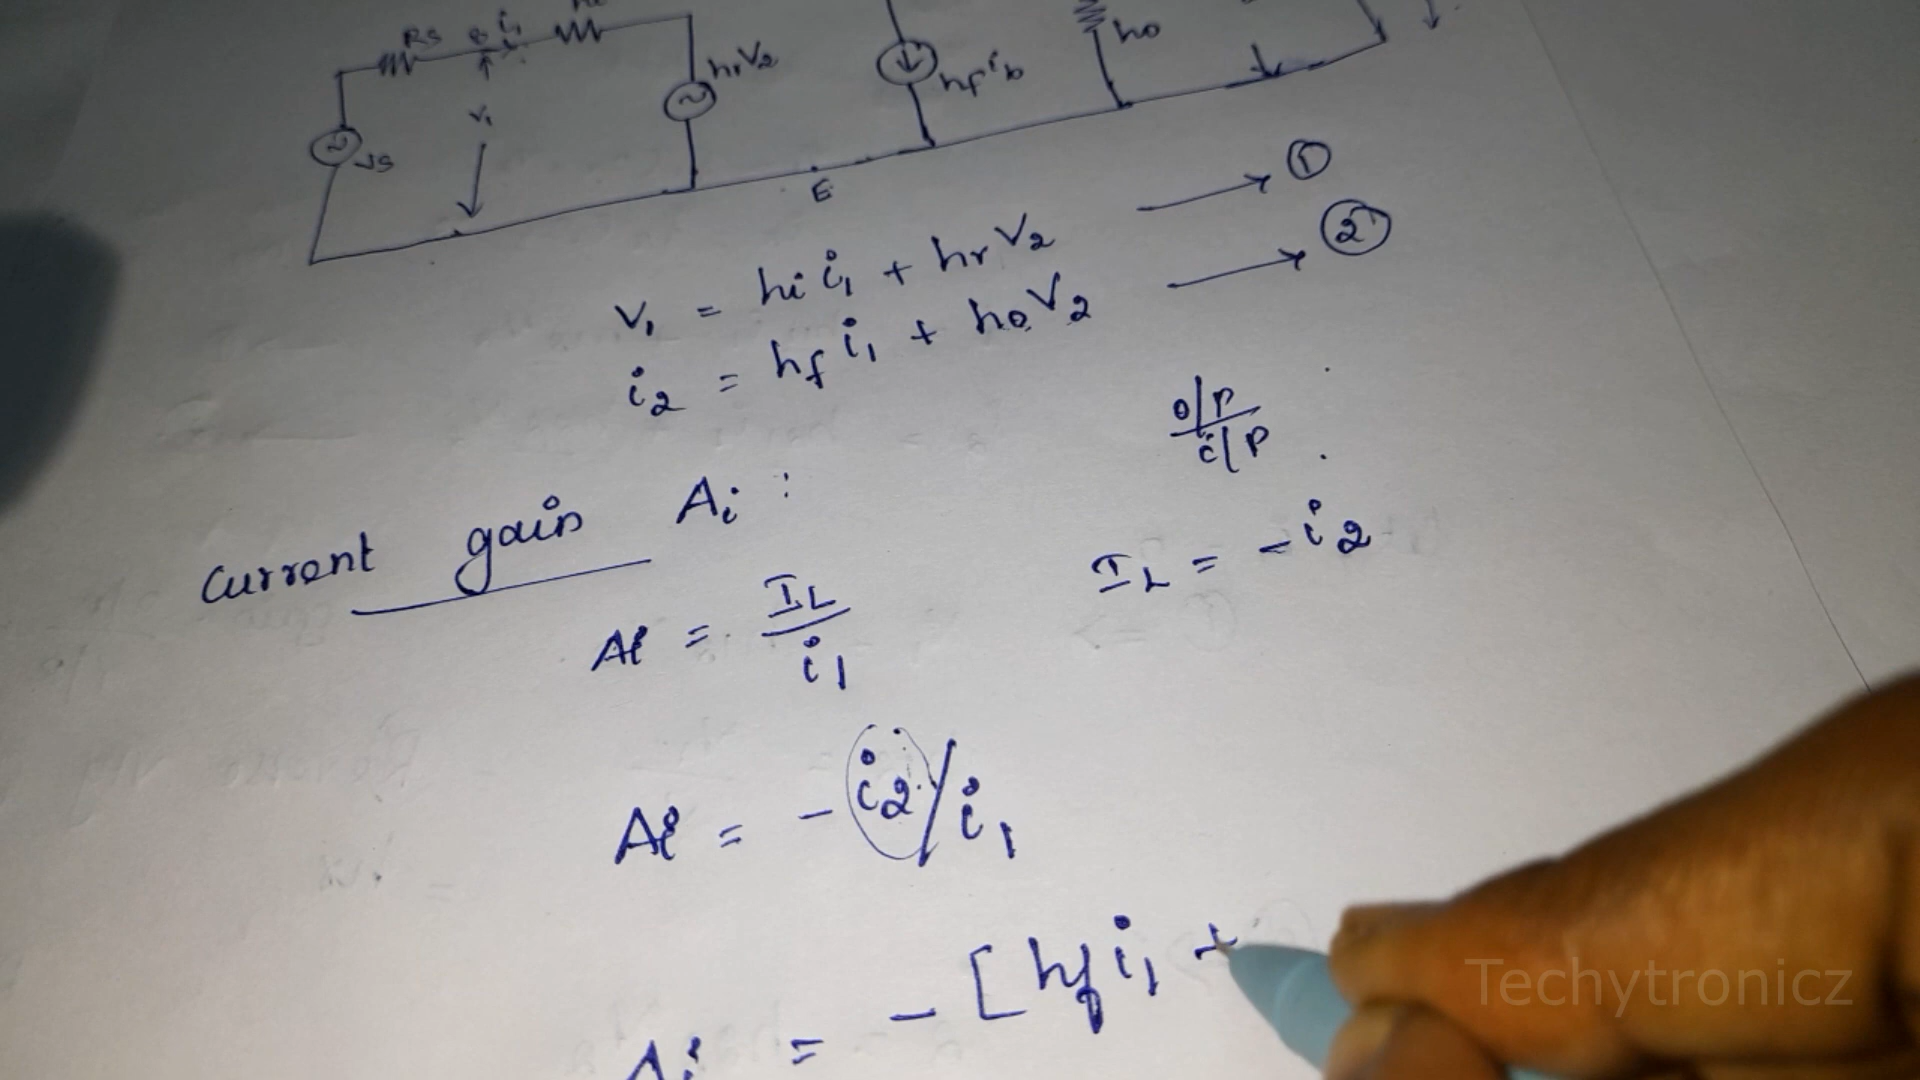 Rs B i1
hrV2
hfib
ho
V1
Vs
E
V1 = hi i1 + hr V2 → ①
i2 = hf i1 + ho V2 → ②
o/p
i/p
Current gain Ai :
IL = -i2
Ai = IL / i1
Ai = - i2 / i1
Ai = - [ hf i1 +
Techytronicz